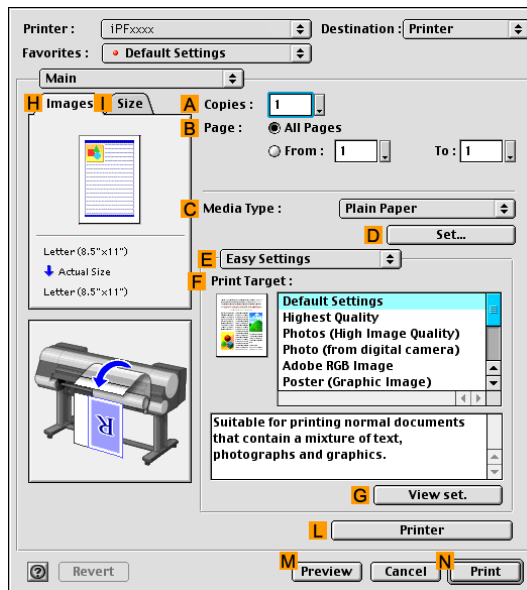 Printer : iPFxxxx Destination : Printer
Favorites : Default Settings
Main
H Images I Size
A Copies : 1
B Page : All Pages
From : 1 To : 1
C Media Type : Plain Paper
D Set...
Letter (8.5"x11")
Actual Size
Letter (8.5"x11")
E Easy Settings
F Print Target :
Default Settings
Highest Quality
Photos (High Image Quality)
Photo (from digital camera)
Adobe RGB Image
Poster (Graphic Image)
R
Suitable for printing normal documents
that contain a mixture of text,
photographs and graphics.
G View set.
L Printer
? Revert M Preview Cancel N Print